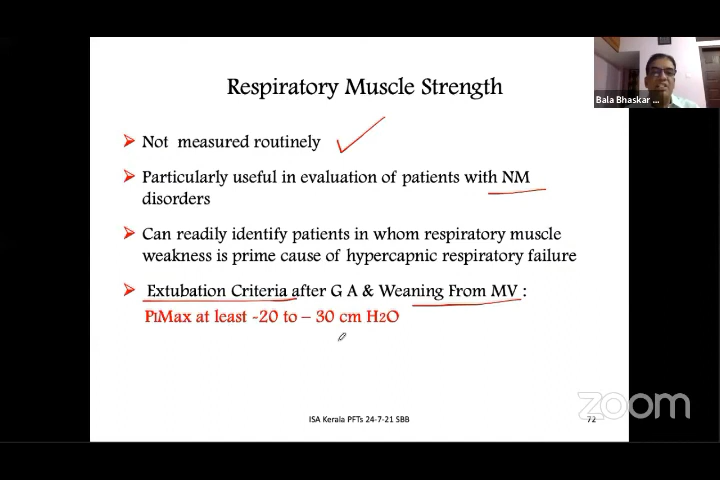 Respiratory Muscle Strength
Bala Bhaskar ...
Not measured routinely
Particularly useful in evaluation of patients with NM
disorders
Can readily identify patients in whom respiratory muscle
weakness is prime cause of hypercapnic respiratory failure
Extubation Criteria after G A & Weaning From MV :
PIMax at least -20 to – 30 cm H2O
zoom
ISA Kerala PFTs 24-7-21 SBB
72